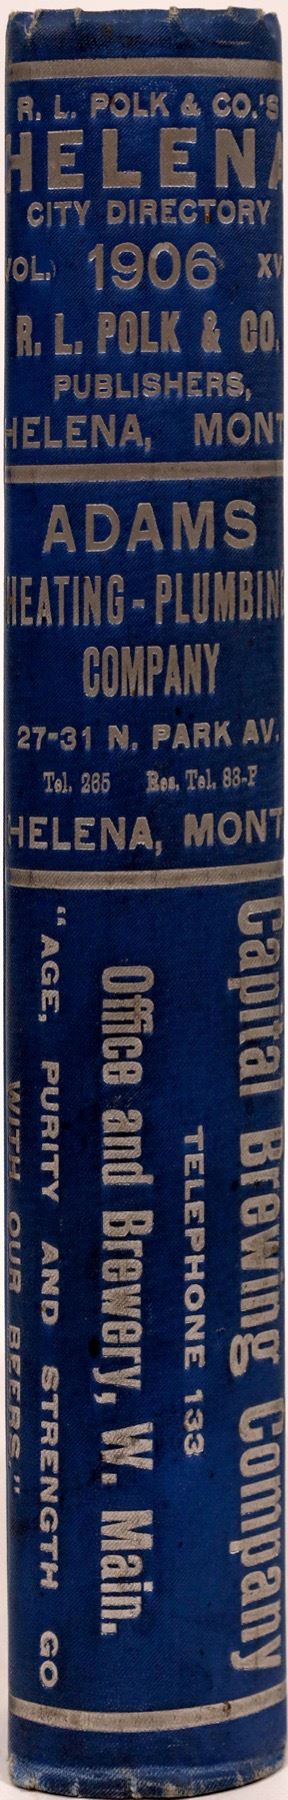 R. L. POLK & CO.'S
HELENA
CITY DIRECTORY
VOL. 1906 XV
R. L. POLK & CO.
PUBLISHERS,
HELENA, MONT
ADAMS
HEATING-PLUMBING
COMPANY
27-31 N. PARK AV.
Tel. 265 Res. Tel. 83-F
HELENA, MONT
Capital Brewing Company
TELEPHONE 133
Office and Brewery, W. Main.
"AGE, PURITY AND STRENGTH GO
WITH OUR BEERS."